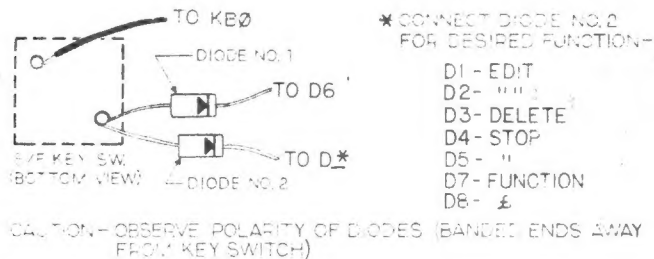 TO KBØ
DIODE NO. 1
TO D6
TO D*
S/F KEY SW.
(BOTTOM VIEW)
DIODE NO. 2
* CONNECT DIODE NO. 2
FOR DESIRED FUNCTION-
D1 - EDIT
D2 - " "
D3 - DELETE
D4 - STOP
D5 - "
D7 - FUNCTION
D8 - £
CAUTION - OBSERVE POLARITY OF DIODES (BANDED ENDS AWAY
FROM KEY SWITCH)